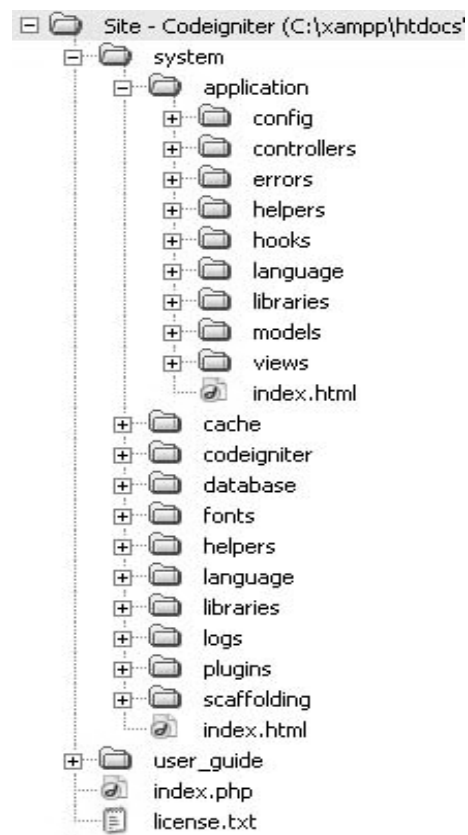 Site - Codeigniter (C:\xampp\htdocs'
system
application
config
controllers
errors
helpers
hooks
language
libraries
models
views
index.html
cache
codeigniter
database
fonts
helpers
language
libraries
logs
plugins
scaffolding
index.html
user_guide
index.php
license.txt